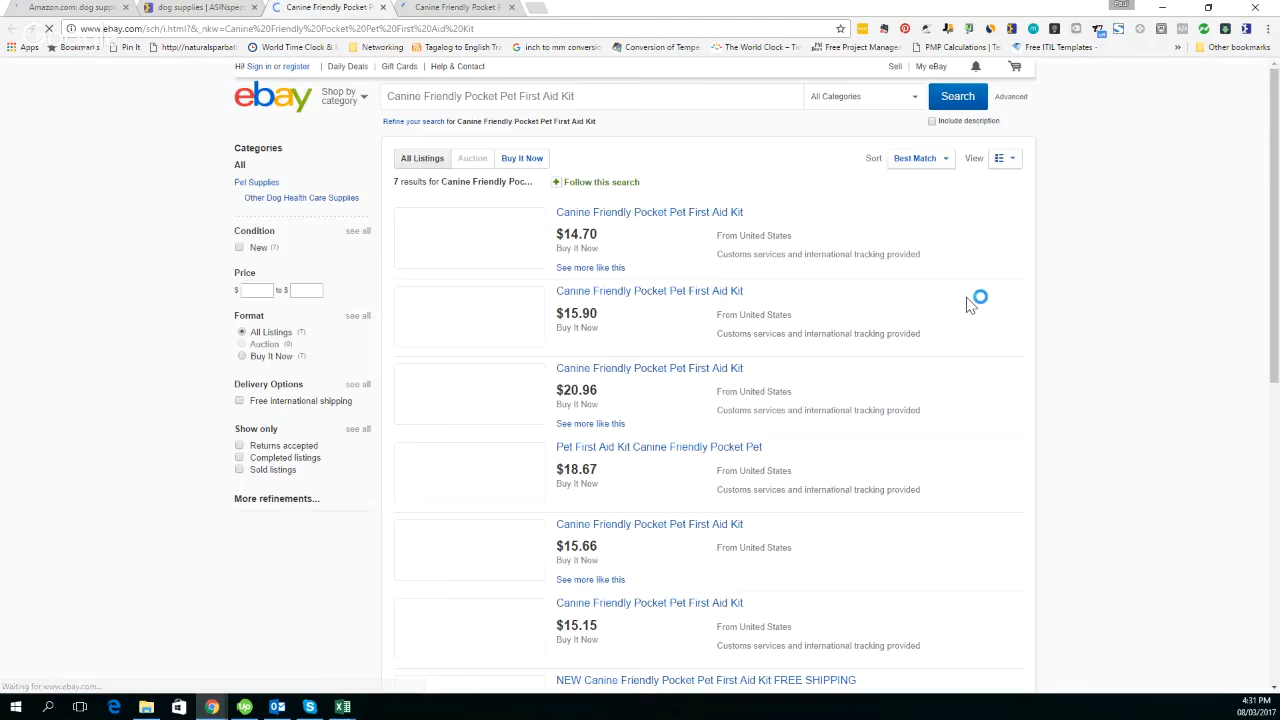 Amazon.com: dog supplie
dog supplies | ASINspect
Canine Friendly Pocket P
Canine Friendly Pocket P
Paul
www.ebay.com/sch/i.html?&_nkw=Canine%20Friendly%20Pocket%20Pet%20First%20Aid%20Kit
Apps
Bookmarks
Pin It
http://naturalsparbath
World Time Clock &
Networking
Tagalog to English Tra
inch to mm conversion
Conversion of Tempe
The World Clock — Ti
Free Project Manager
PMP Calculations | Te
Free ITIL Templates -
»
Other bookmarks
Hi! Sign in or register
Daily Deals
Gift Cards
Help & Contact
Sell
My eBay
ebay
Shop by category
Canine Friendly Pocket Pet First Aid Kit
All Categories
Search
Advanced
Refine your search for Canine Friendly Pocket Pet First Aid Kit
Include description
Categories
All
Pet Supplies
Other Dog Health Care Supplies
Condition
see all
New (7)
Price
$ to $
Format
see all
All Listings (7)
Auction (0)
Buy It Now (7)
Delivery Options
see all
Free international shipping
Show only
see all
Returns accepted
Completed listings
Sold listings
More refinements...
All Listings
Auction
Buy It Now
Sort
Best Match
View
7 results for Canine Friendly Poc...
Follow this search
Canine Friendly Pocket Pet First Aid Kit
$14.70
From United States
Buy It Now
Customs services and international tracking provided
See more like this
Canine Friendly Pocket Pet First Aid Kit
$15.90
From United States
Buy It Now
Customs services and international tracking provided
Canine Friendly Pocket Pet First Aid Kit
$20.96
From United States
Buy It Now
Customs services and international tracking provided
See more like this
Pet First Aid Kit Canine Friendly Pocket Pet
$18.67
From United States
Buy It Now
Customs services and international tracking provided
Canine Friendly Pocket Pet First Aid Kit
$15.66
From United States
Buy It Now
See more like this
Canine Friendly Pocket Pet First Aid Kit
$15.15
From United States
Buy It Now
Customs services and international tracking provided
NEW Canine Friendly Pocket Pet First Aid Kit FREE SHIPPING
Waiting for www.ebay.com...
4:31 PM
08/03/2017